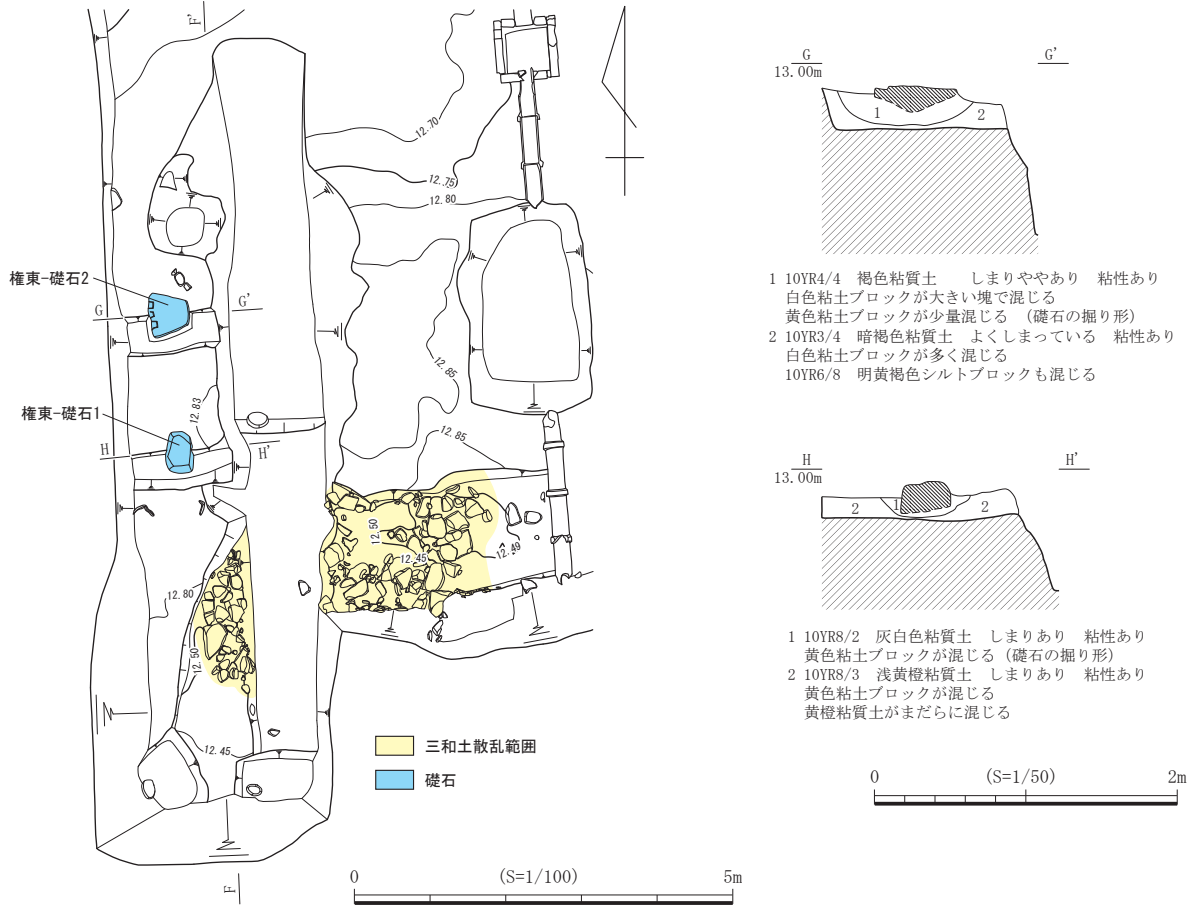 F'
12.70
12.75
12.80
権東-礎石2
G
G'
12.85
権東-礎石1
12.83
H
H'
12.85
12.50
12.45
12.49
12.80
12.50
12.45
三和土散乱範囲
礎石
F
0 (S=1/100) 5m
G G'
13.00m
1 2
1 10YR4/4 褐色粘質土 しまりややあり 粘性あり
白色粘土ブロックが大きい塊で混じる
黄色粘土ブロックが少量混じる (礎石の掘り形)
2 10YR3/4 暗褐色粘質土 よくしまっている 粘性あり
白色粘土ブロックが多く混じる
10YR6/8 明黄褐色シルトブロックも混じる
H H'
13.00m
2 1 2
1 10YR8/2 灰白色粘質土 しまりあり 粘性あり
黄色粘土ブロックが混じる (礎石の掘り形)
2 10YR8/3 浅黄橙粘質土 しまりあり 粘性あり
黄色粘土ブロックが混じる
黄橙粘質土がまだらに混じる
0 (S=1/50) 2m